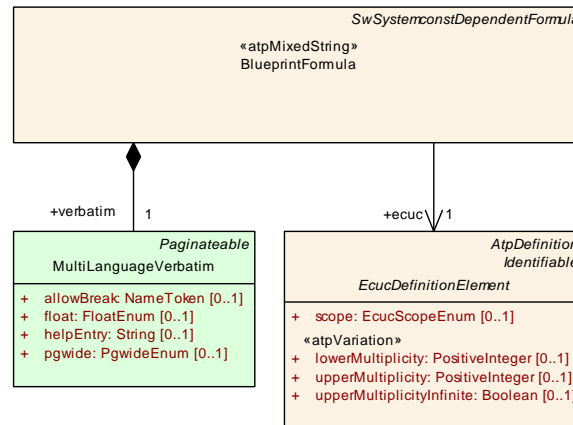 SwSystemconstDependentFormula
«atpMixedString»
BlueprintFormula
+verbatim 1
+ecuc 1
Paginateable
MultiLanguageVerbatim
+ allowBreak: NameToken [0..1]
+ float: FloatEnum [0..1]
+ helpEntry: String [0..1]
+ pgwide: PgwideEnum [0..1]
AtpDefinition
Identifiable
EcucDefinitionElement
+ scope: EcucScopeEnum [0..1]
«atpVariation»
+ lowerMultiplicity: PositiveInteger [0..1]
+ upperMultiplicity: PositiveInteger [0..1]
+ upperMultiplicityInfinite: Boolean [0..1]